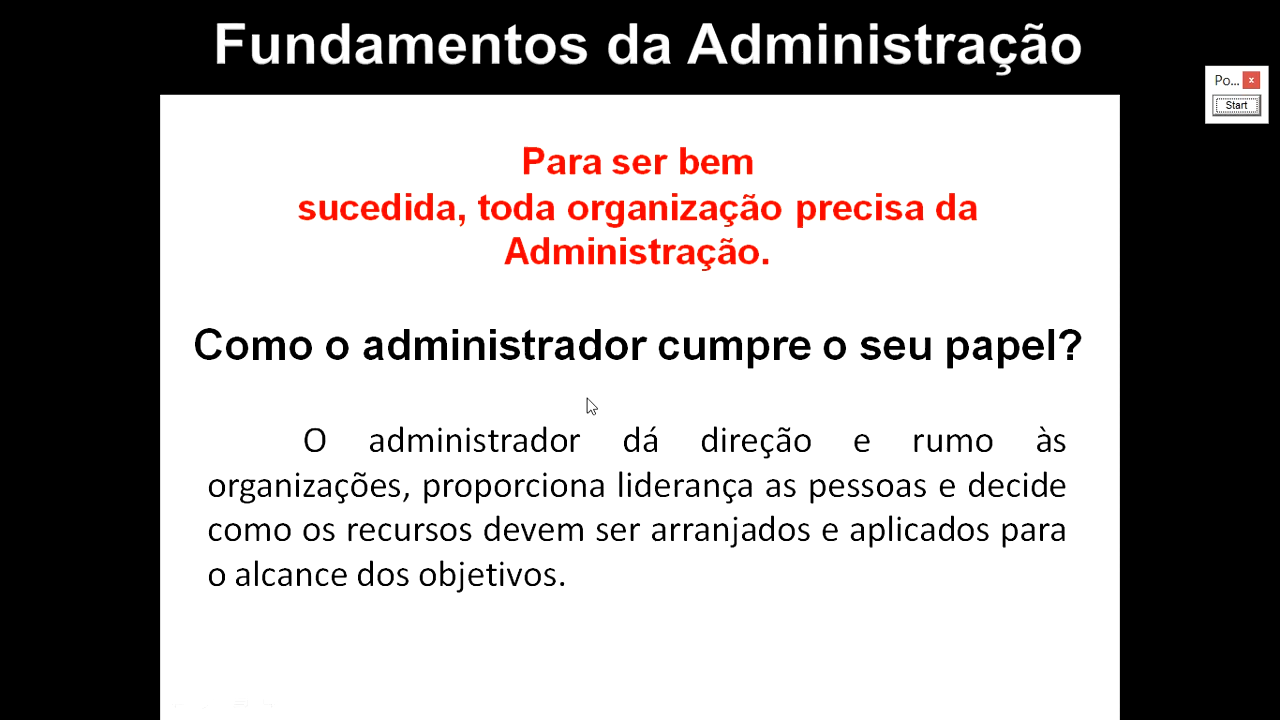 Fundamentos da Administração
Po...
x
Start
Para ser bem
sucedida, toda organização precisa da
Administração.
Como o administrador cumpre o seu papel?
O administrador dá direção e rumo às
organizações, proporciona liderança as pessoas e decide
como os recursos devem ser arranjados e aplicados para
o alcance dos objetivos.